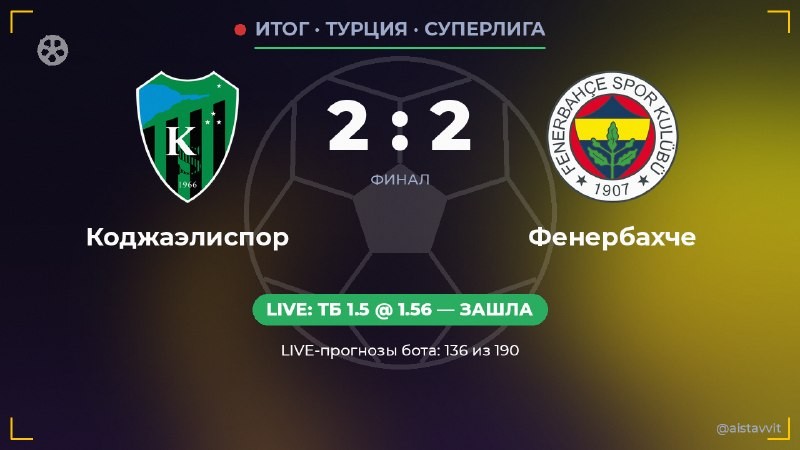 ИТОГ · ТУРЦИЯ · СУПЕРЛИГА
K
S
1966
2 : 2
ФИНАЛ
FENERBAHÇE SPOR KULÜBÜ
★ 1907 ★
Коджаэлиспор
Фенербахче
LIVE: ТБ 1.5 @ 1.56 — ЗАШЛА
LIVE-прогнозы бота: 136 из 190
@aistavvit